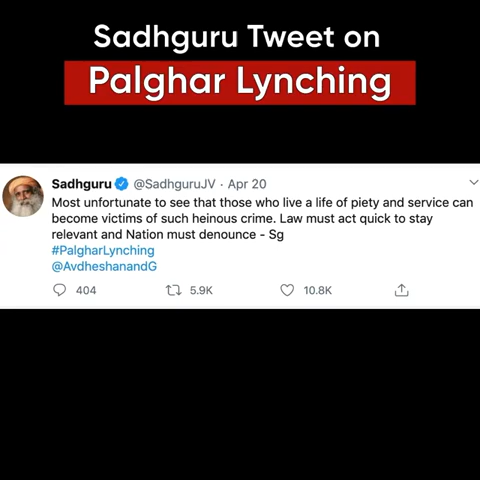 Sadhguru Tweet on
Palghar Lynching
Sadhguru @SadhguruJV · Apr 20
Most unfortunate to see that those who live a life of piety and service can
become victims of such heinous crime. Law must act quick to stay
relevant and Nation must denounce - Sg
#PalgharLynching
@AvdheshanandG
404 5.9K 10.8K